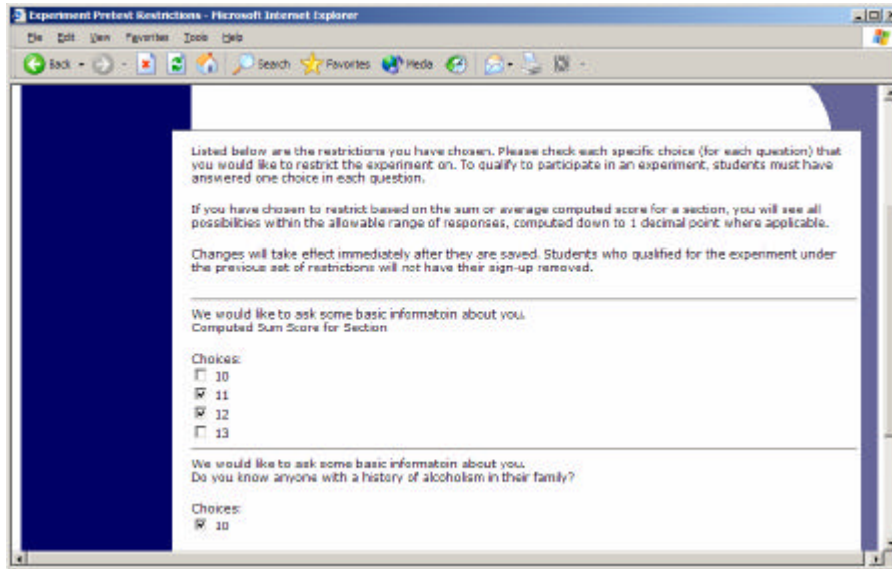 Experiment Pretest Restrictions - Microsoft Internet Explorer
File Edit View Favorites Tools Help
Back Search Favorites Media
Listed below are the restrictions you have chosen. Please check each specific choice (for each question) that
you would like to restrict the experiment on. To qualify to participate in an experiment, students must have
answered one choice in each question.
If you have chosen to restrict based on the sum or average computed score for a section, you will see all
possibilities within the allowable range of responses, computed down to 1 decimal point where applicable.
Changes will take effect immediately after they are saved. Students who qualified for the experiment under
the previous set of restrictions will not have their sign-up removed.
We would like to ask some basic informatoin about you.
Computed Sum Score for Section
Choices:
10
11
12
13
We would like to ask some basic informatoin about you.
Do you know anyone with a history of alcoholism in their family?
Choices:
10